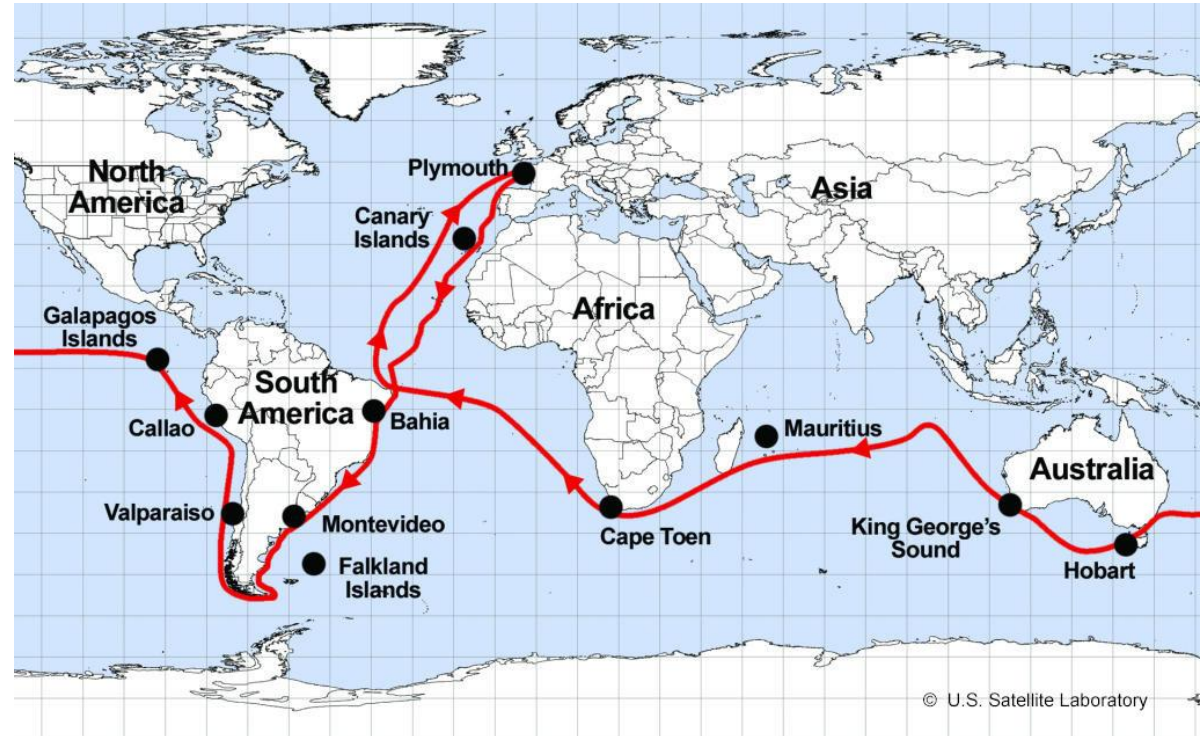 North
America
Plymouth
Canary
Islands
Asia
Africa
Galapagos
Islands
South
America
Callao
Bahia
Mauritius
Australia
Valparaiso
Montevideo
Cape Toen
King George's
Sound
Falkland
Islands
Hobart
© U.S. Satellite Laboratory